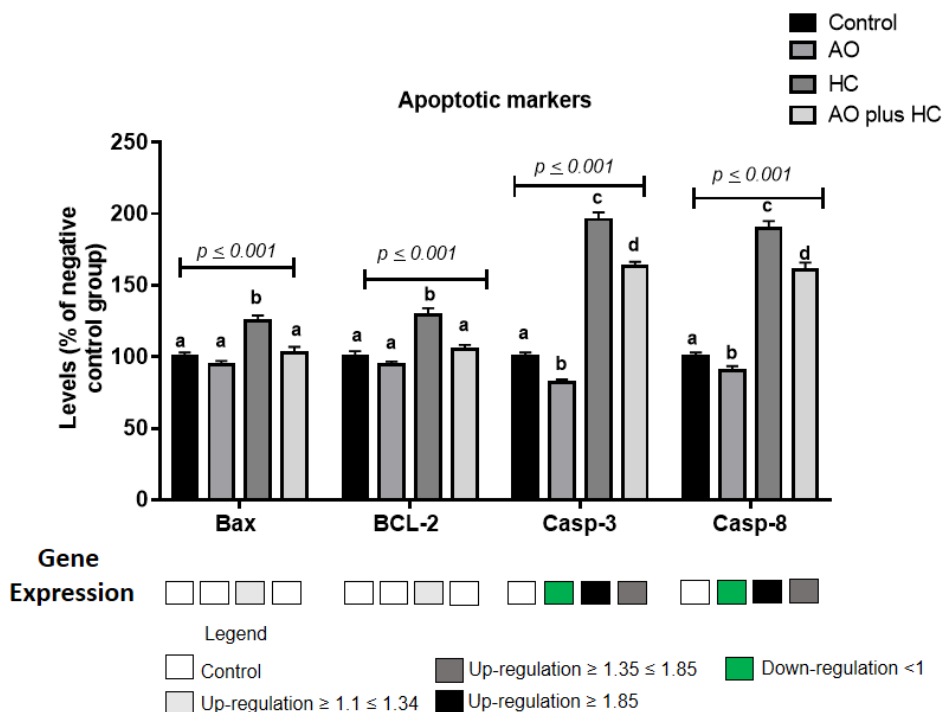 Control
AO
HC
AO plus HC
Apoptotic markers
Levels (% of negative
control group)
250
200
150
100
50
0
p ≤ 0.001
p ≤ 0.001
p ≤ 0.001
p ≤ 0.001
a a b a
a a b a
a b c d
a b c d
Bax BCL-2 Casp-3 Casp-8
Gene
Expression
Legend
Control Up-regulation ≥ 1.35 ≤ 1.85 Down-regulation <1
Up-regulation ≥ 1.1 ≤ 1.34 Up-regulation ≥ 1.85